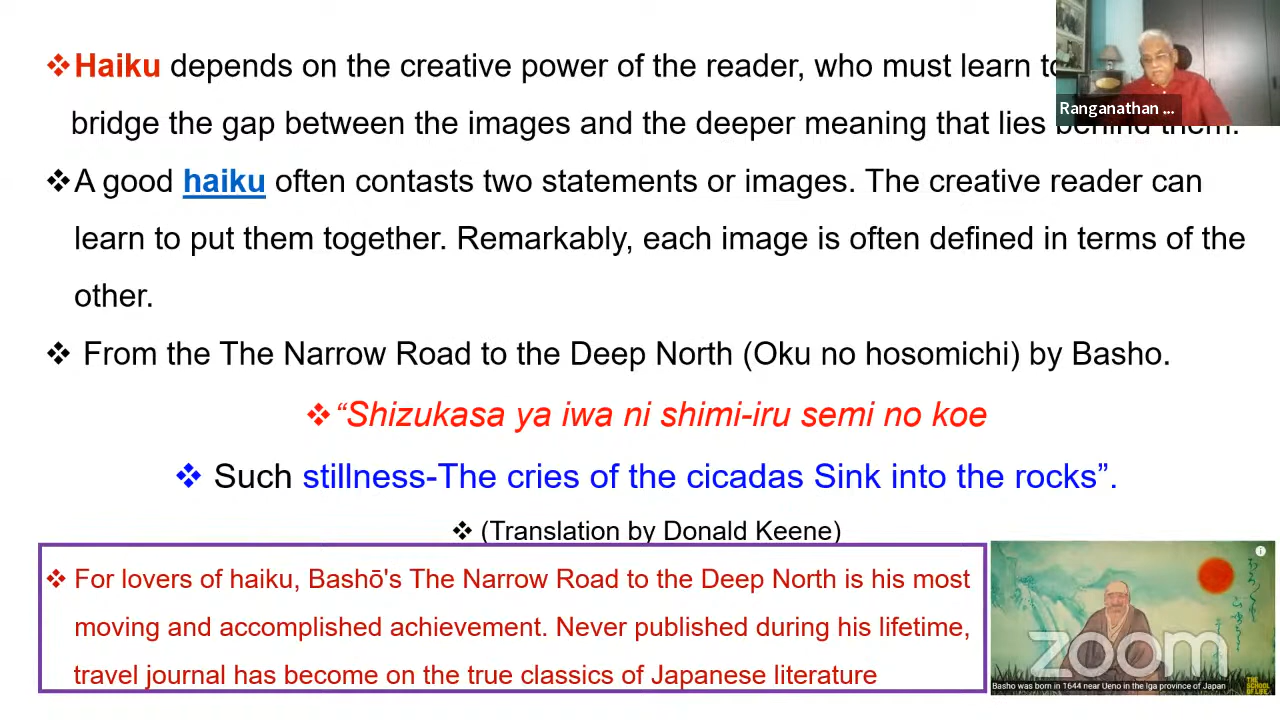 ❖Haiku depends on the creative power of the reader, who must learn to
bridge the gap between the images and the deeper meaning that lies behind them.
Ranganathan ...
❖A good haiku often contasts two statements or images. The creative reader can
learn to put them together. Remarkably, each image is often defined in terms of the
other.
❖ From the The Narrow Road to the Deep North (Oku no hosomichi) by Basho.
❖“Shizukasa ya iwa ni shimi-iru semi no koe
❖ Such stillness-The cries of the cicadas Sink into the rocks”.
❖ (Translation by Donald Keene)
❖ For lovers of haiku, Bashō's The Narrow Road to the Deep North is his most
moving and accomplished achievement. Never published during his lifetime,
travel journal has become on the true classics of Japanese literature
zoom
Basho was born in 1644 near Ueno in the Iga province of Japan
THE
SCHOOL
OF LIFE